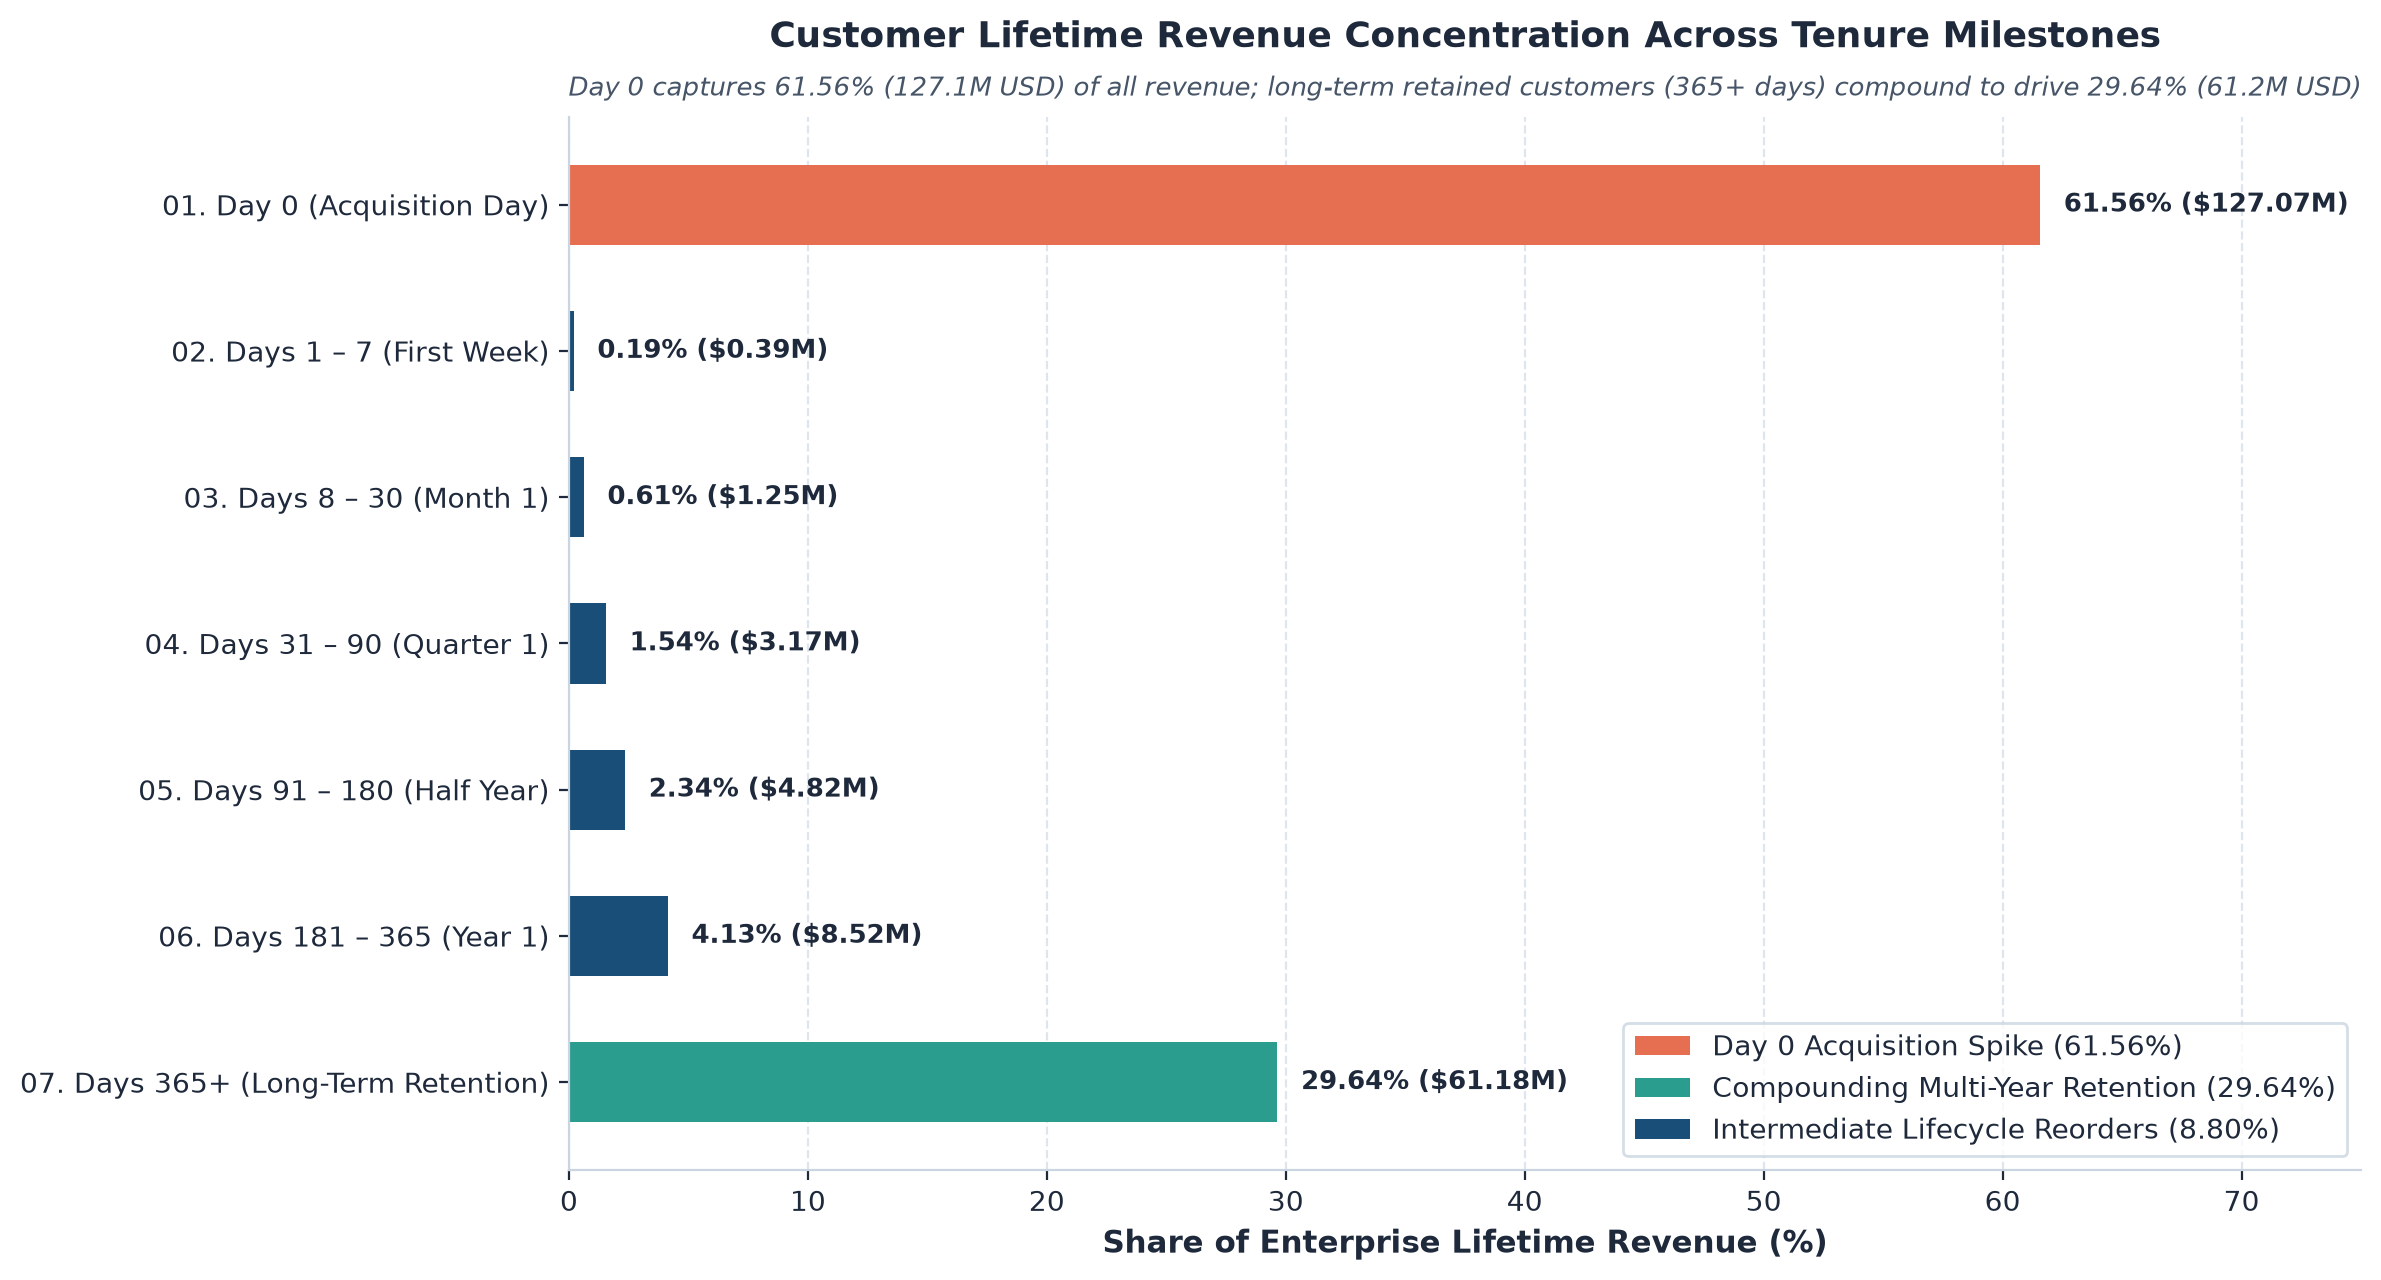 Customer Lifetime Revenue Concentration Across Tenure Milestones
Day 0 captures 61.56% (127.1M USD) of all revenue; long-term retained customers (365+ days) compound to drive 29.64% (61.2M USD)
01. Day 0 (Acquisition Day)
61.56% ($127.07M)
02. Days 1 – 7 (First Week)
0.19% ($0.39M)
03. Days 8 – 30 (Month 1)
0.61% ($1.25M)
04. Days 31 – 90 (Quarter 1)
1.54% ($3.17M)
05. Days 91 – 180 (Half Year)
2.34% ($4.82M)
06. Days 181 – 365 (Year 1)
4.13% ($8.52M)
07. Days 365+ (Long-Term Retention)
29.64% ($61.18M)
Day 0 Acquisition Spike (61.56%)
Compounding Multi-Year Retention (29.64%)
Intermediate Lifecycle Reorders (8.80%)
0 10 20 30 40 50 60 70
Share of Enterprise Lifetime Revenue (%)